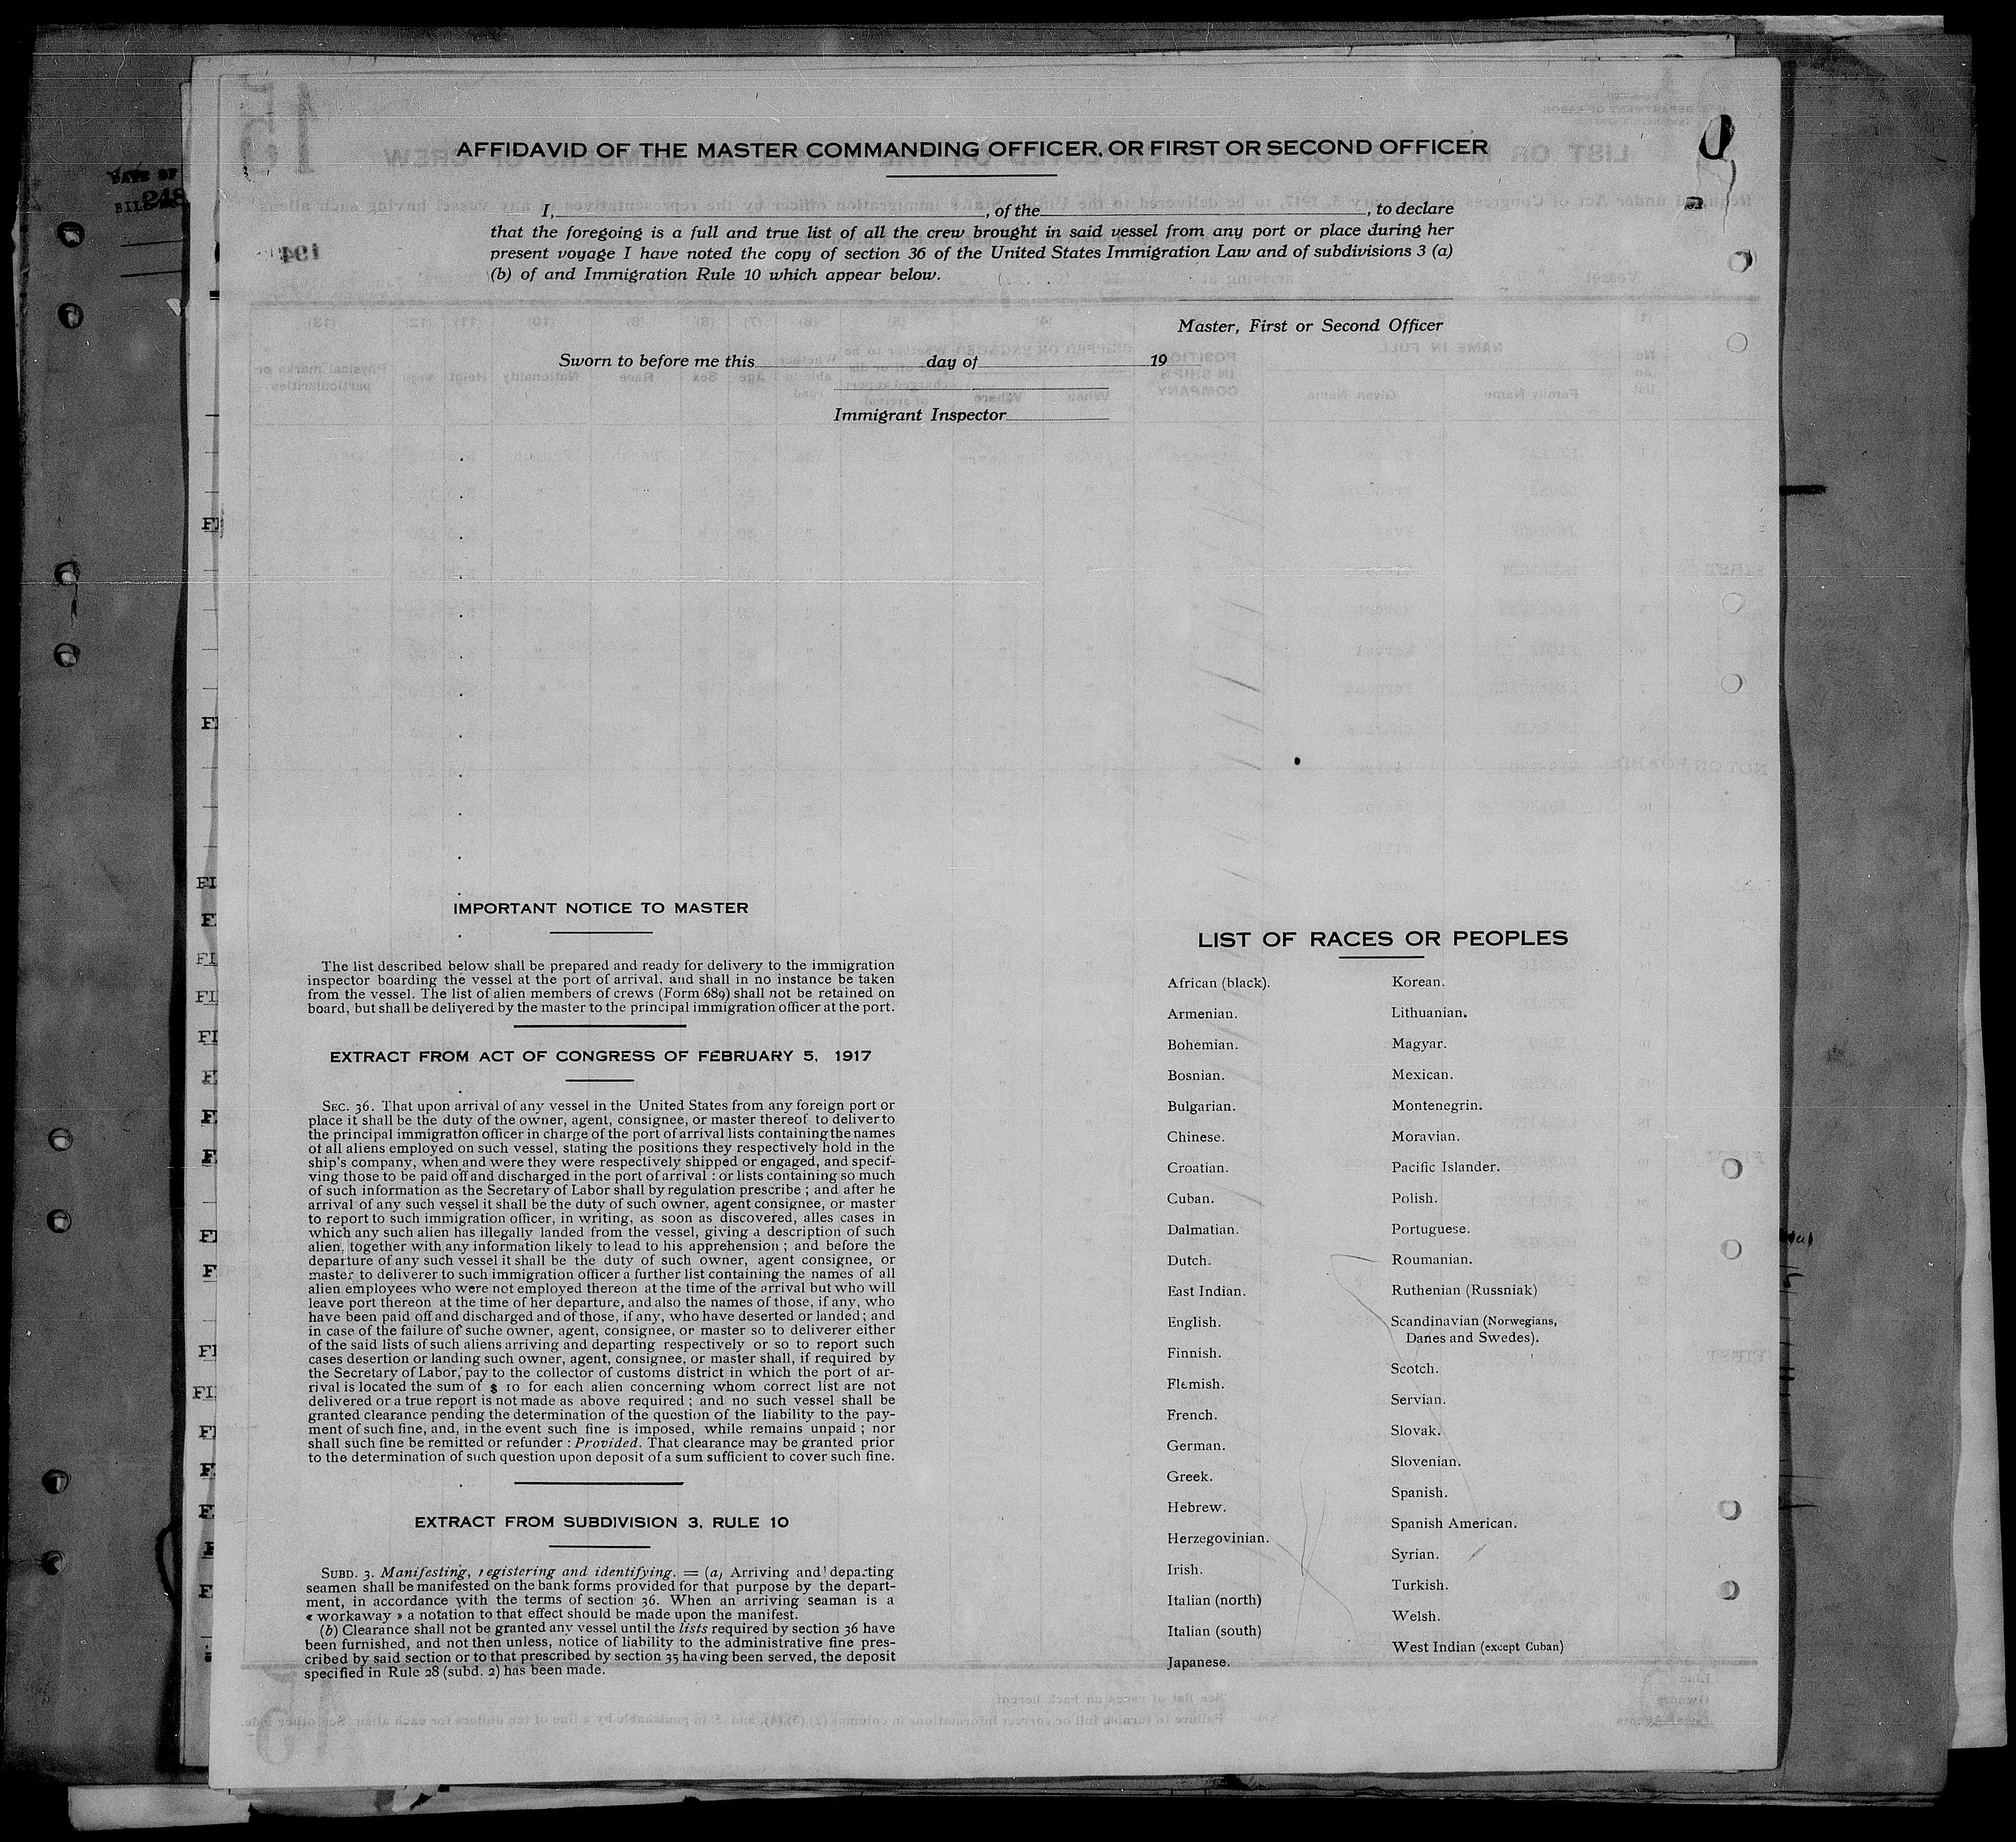 AFFIDAVID OF THE MASTER COMMANDING OFFICER, OR FIRST OR SECOND OFFICER
I, , of the , to declare
that the foregoing is a full and true list of all the crew brought in said vessel from any port or place during her
present voyage I have noted the copy of section 36 of the United States Immigration Law and of subdivisions 3 (a)
(b) of and Immigration Rule 10 which appear below.
Master, First or Second Officer
Sworn to before me this day of 19
Immigrant Inspector
IMPORTANT NOTICE TO MASTER
The list described below shall be prepared and ready for delivery to the immigration
inspector boarding the vessel at the port of arrival, and shall in no instance be taken
from the vessel. The list of alien members of crews (Form 689) shall not be retained on
board, but shall be delivered by the master to the principal immigration officer at the port.
EXTRACT FROM ACT OF CONGRESS OF FEBRUARY 5, 1917
SEC. 36. That upon arrival of any vessel in the United States from any foreign port or
place it shall be the duty of the owner, agent, consignee, or master thereof to deliver to
the principal immigration officer in charge of the port of arrival lists containing the names
of all aliens employed on such vessel, stating the positions they respectively hold in the
ship's company, when and were they were respectively shipped or engaged, and specif-
ving those to be paid off and discharged in the port of arrival : or lists containing so much
of such information as the Secretary of Labor shall by regulation prescribe ; and after he
arrival of any such vessel it shall be the duty of such owner, agent consignee, or master
to report to such immigration officer, in writing, as soon as discovered, alles cases in
which any such alien has illegally landed from the vessel, giving a description of such
alien, together with any information likely to lead to his apprehension ; and before the
departure of any such vessel it shall be the duty of such owner, agent consignee, or
master to deliverer to such immigration officer a further list containing the names of all
alien employees who were not employed thereon at the time of the arrival but who will
leave port thereon at the time of her departure, and also the names of those, if any, who
have been paid off and discharged and of those, if any, who have deserted or landed ; and
in case of the failure of suche owner, agent, consignee, or master so to deliverer either
of the said lists of such aliens arriving and departing respectively or so to report such
cases desertion or landing such owner, agent, consignee, or master shall, if required by
the Secretary of Labor, pay to the collector of customs district in which the port of ar-
rival is located the sum of $ 10 for each alien concerning whom correct list are not
delivered or a true report is not made as above required ; and no such vessel shall be
granted clearance pending the determination of the question of the liability to the pay-
ment of such fine, and, in the event such fine is imposed, while remains unpaid ; nor
shall such fine be remitted or refunder : Provided. That clearance may be granted prior
to the determination of such question upon deposit of a sum sufficient to cover such fine.
EXTRACT FROM SUBDIVISION 3, RULE 10
SUBD. 3. Manifesting, registering and identifying. = (a) Arriving and departing
seamen shall be manifested on the bank forms provided for that purpose by the depart-
ment, in accordance with the terms of section 36. When an arriving seaman is a
« workaway » a notation to that effect should be made upon the manifest.
(b) Clearance shall not be granted any vessel until the lists required by section 36 have
been furnished, and not then unless, notice of liability to the administrative fine pres-
cribed by said section or to that prescribed by section 35 having been served, the deposit
specified in Rule 28 (subd. 2) has been made.
LIST OF RACES OR PEOPLES
African (black).
Armenian.
Bohemian.
Bosnian.
Bulgarian.
Chinese.
Croatian.
Cuban.
Dalmatian.
Dutch.
East Indian.
English.
Finnish.
Flemish.
French.
German.
Greek.
Hebrew.
Herzegovinian.
Irish.
Italian (north)
Italian (south)
Japanese.
Korean.
Lithuanian.
Magyar.
Mexican.
Montenegrin.
Moravian.
Pacific Islander.
Polish.
Portuguese.
Roumanian.
Ruthenian (Russniak)
Scandinavian (Norwegians,
Danes and Swedes).
Scotch.
Servian.
Slovak.
Slovenian.
Spanish.
Spanish American.
Syrian.
Turkish.
Welsh.
West Indian (except Cuban)